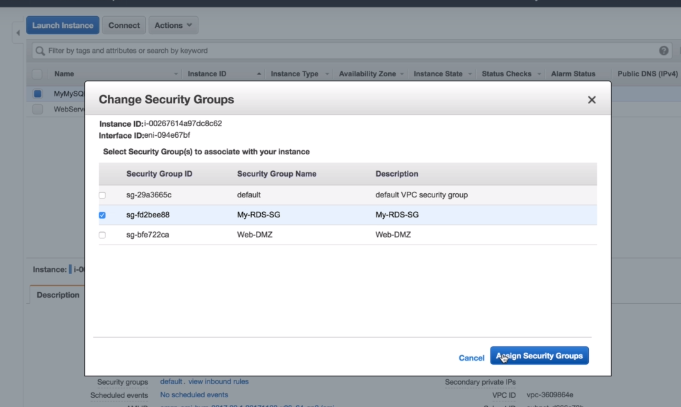 Launch Instance Connect Actions
Filter by tags and attributes or search by keyword
Name Instance ID Instance Type Availability Zone Instance State Status Checks Alarm Status Public DNS (IPv4)
MyMySQ
WebServe
Change Security Groups
Instance ID:i-00267614a97dc8c62
Interface ID:eni-094e67bf
Select Security Group(s) to associate with your instance
Security Group ID Security Group Name Description
sg-29a3665c default default VPC security group
sg-fd2bee88 My-RDS-SG My-RDS-SG
sg-bfe722ca Web-DMZ Web-DMZ
Instance: i-00
Description
Cancel Assign Security Groups
Security groups default. view inbound rules Secondary private IPs
Scheduled events No scheduled events VPC ID vpc-3609864e